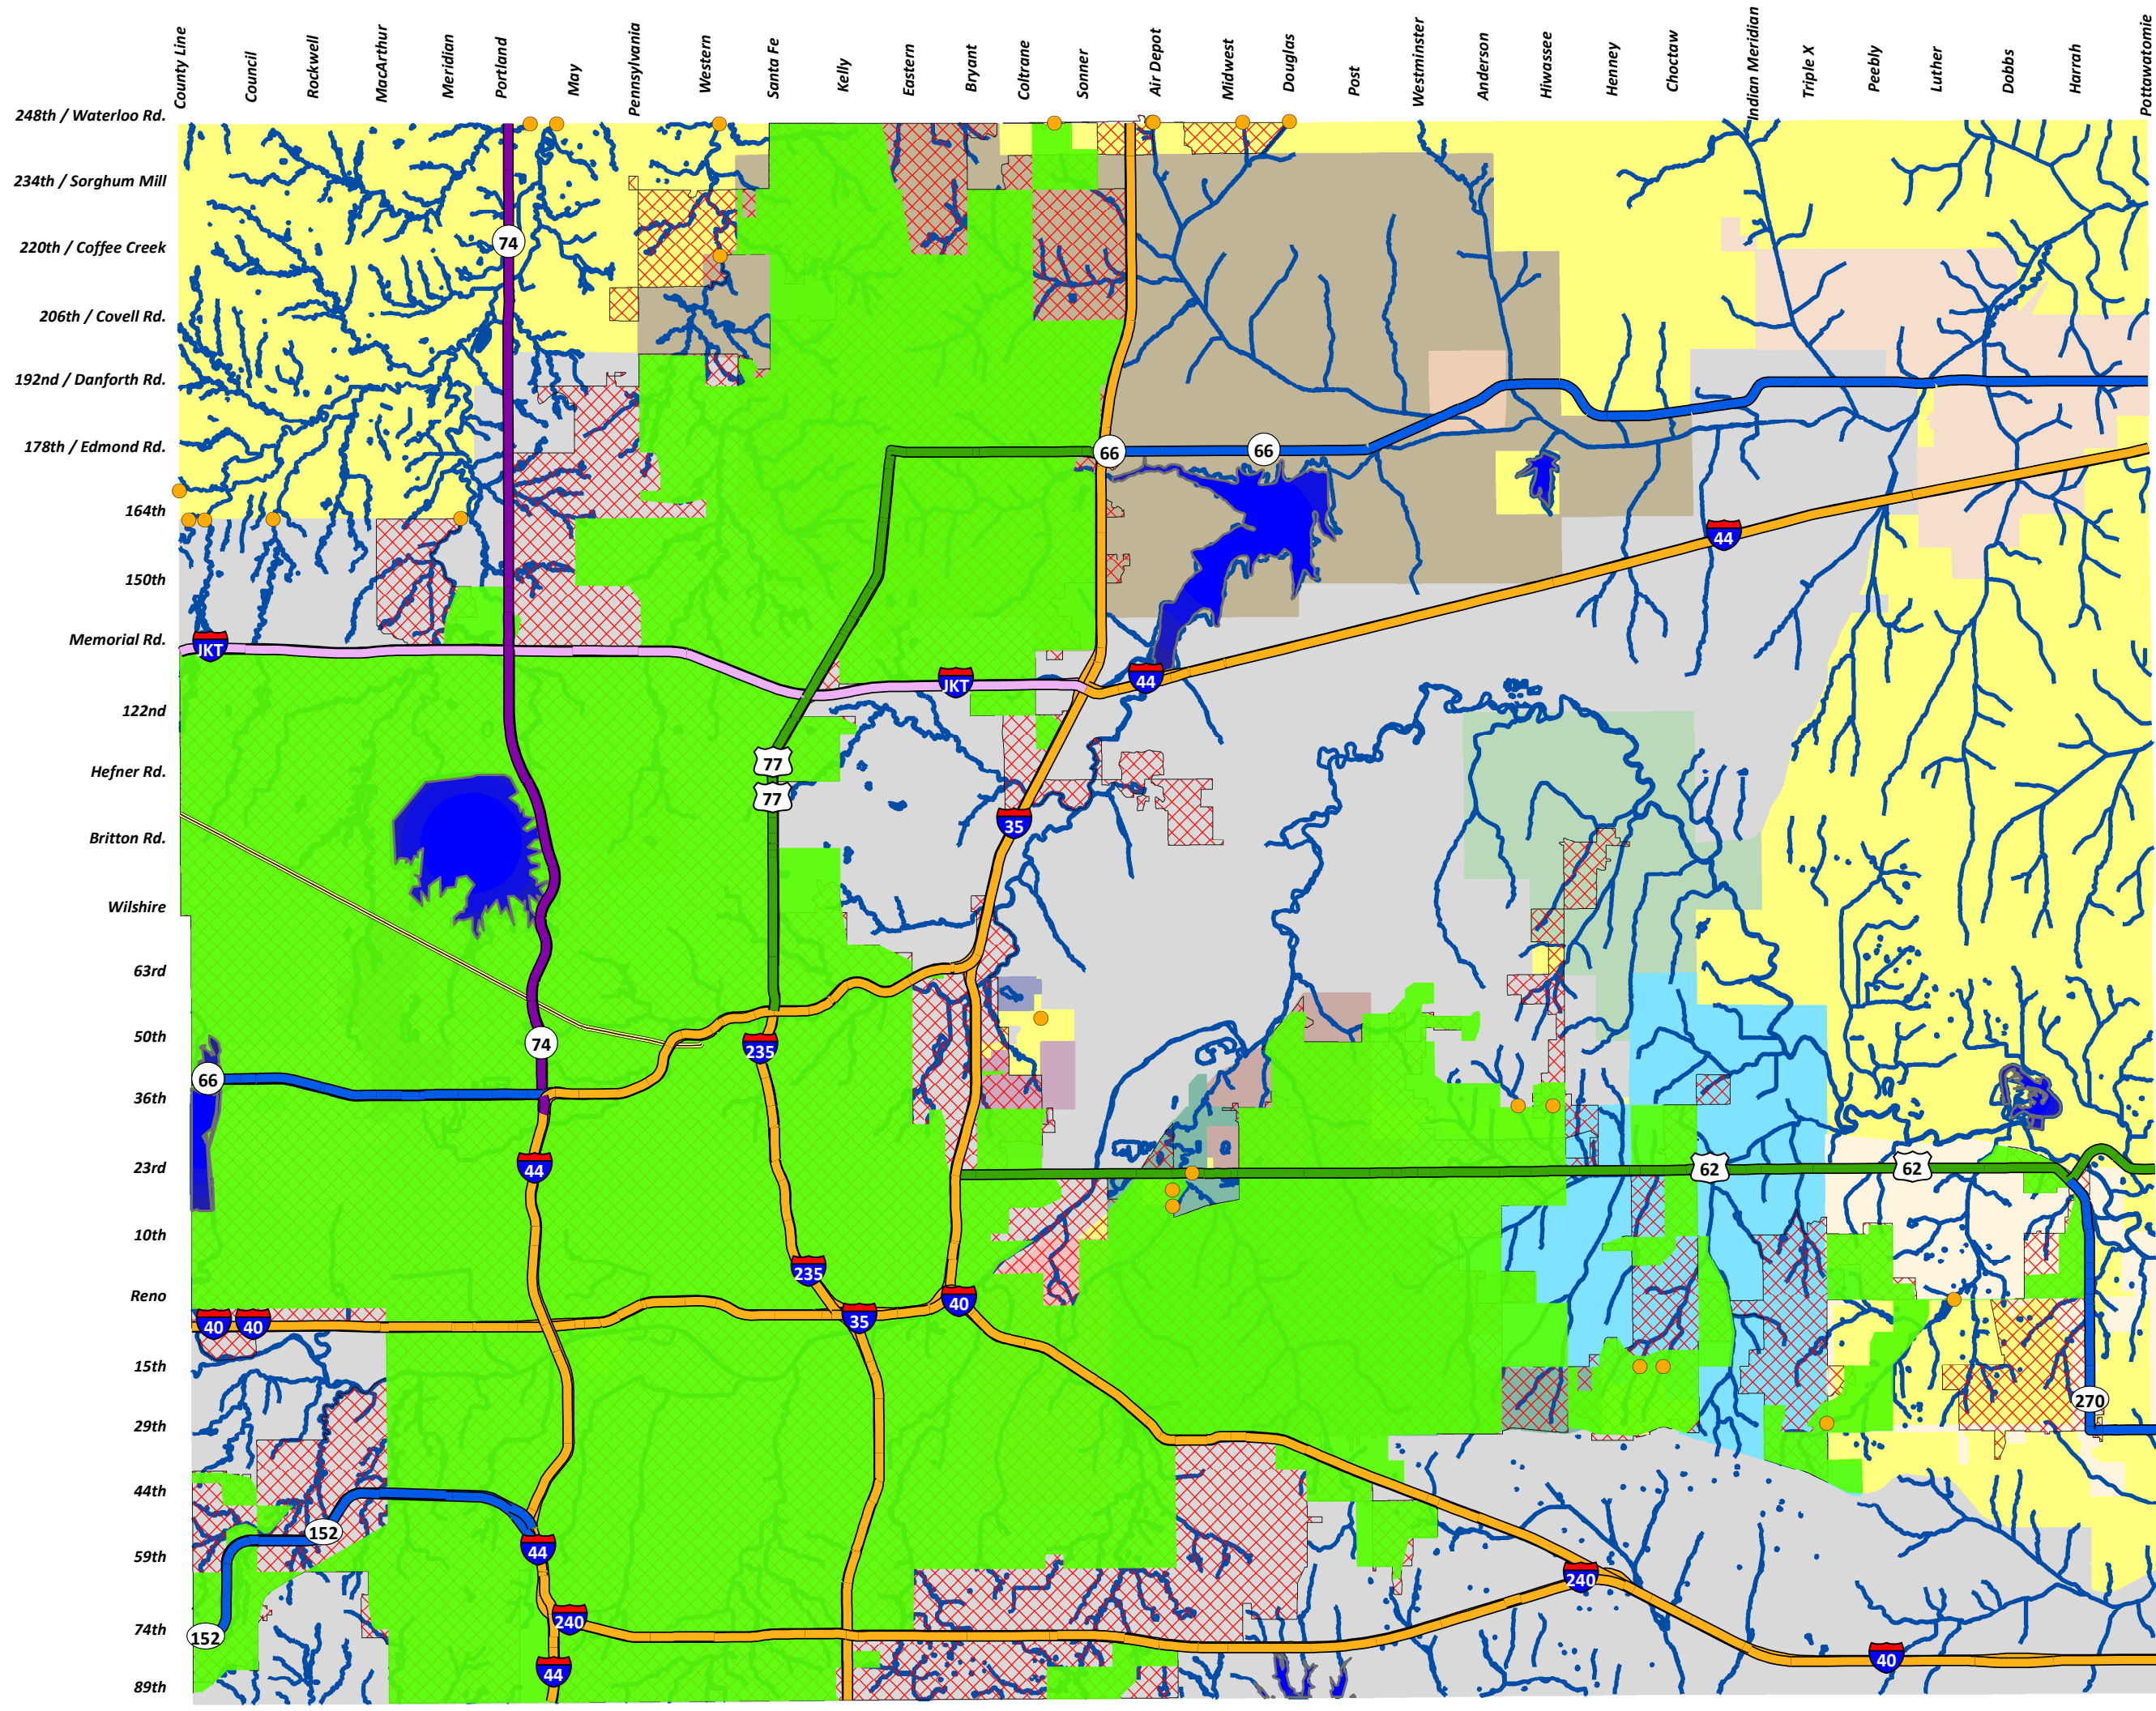 County Line
Council
Rockwell
MacArthur
Meridian
Portland
May
Pennsylvania
Western
Santa Fe
Kelly
Eastern
Bryant
Coltrane
Sonner
Air Depot
Midwest
Douglas
Post
Westminster
Anderson
Hiwassee
Henney
Choctaw
Indian Meridian
Triple X
Peebly
Luther
Dobbs
Harrah
Pottawatomie
248th / Waterloo Rd.
234th / Sorghum Mill
220th / Coffee Creek
74
206th / Covell Rd.
192nd / Danforth Rd.
178th / Edmond Rd.
66
66
164th
44
150th
Memorial Rd.
JKT
JKT
44
122nd
77
Hefner Rd.
77
35
Britton Rd.
Wilshire
63rd
50th
74
235
66
36th
23rd
44
62
62
10th
235
Reno
40
40
35
40
15th
270
29th
44th
152
59th
44
240
74th
152
240
40
44
89th